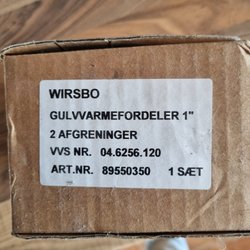 WIRSBO
GULVVARMEFORDELER 1"
2 AFGRENINGER
VVS NR. 04.6256.120
ART.NR. 89550350 1 SÆT